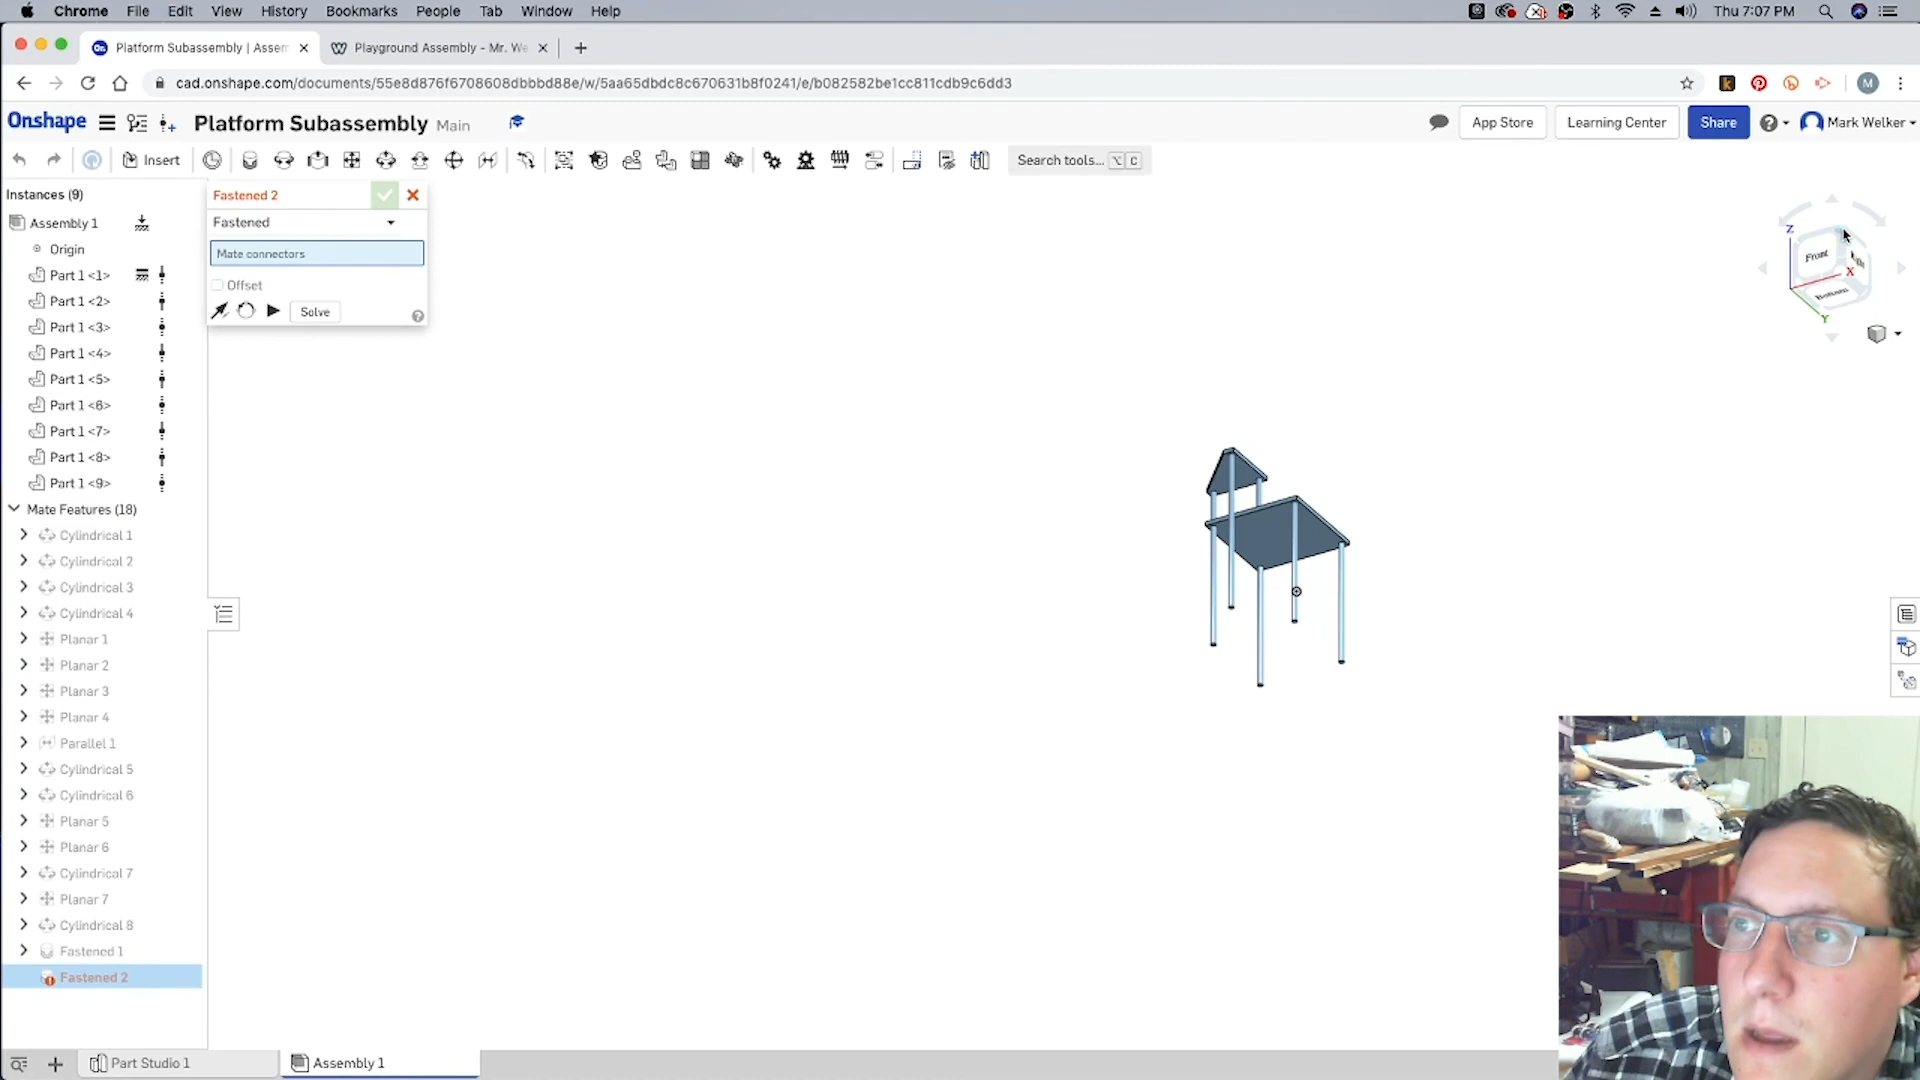 Chrome File Edit View History Bookmarks People Tab Window Help Thu 7:07 PM
Platform Subassembly | Assem Playground Assembly - Mr. We
cad.onshape.com/documents/55e8d876f6708608dbbbd88e/w/5aa65dbdc8c670631b8f0241/e/b082582be1cc811cdb9c6dd3 M
Onshape Platform Subassembly Main App Store Learning Center Share Mark Welker
Insert Search tools... C
Instances (9)
Assembly 1
Origin
Part 1 <1>
Part 1 <2>
Part 1 <3>
Part 1 <4>
Part 1 <5>
Part 1 <6>
Part 1 <7>
Part 1 <8>
Part 1 <9>
Mate Features (18)
Cylindrical 1
Cylindrical 2
Cylindrical 3
Cylindrical 4
Planar 1
Planar 2
Planar 3
Planar 4
Parallel 1
Cylindrical 5
Cylindrical 6
Planar 5
Planar 6
Cylindrical 7
Planar 7
Cylindrical 8
Fastened 1
Fastened 2
Fastened 2
Fastened
Mate connectors
Offset
Solve
Z
Front
X
Bottom
Y
Part Studio 1 Assembly 1